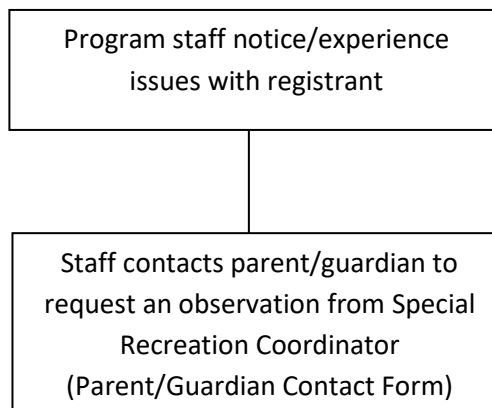 Program staff notice/experience
issues with registrant
Staff contacts parent/guardian to
request an observation from Special
Recreation Coordinator
(Parent/Guardian Contact Form)